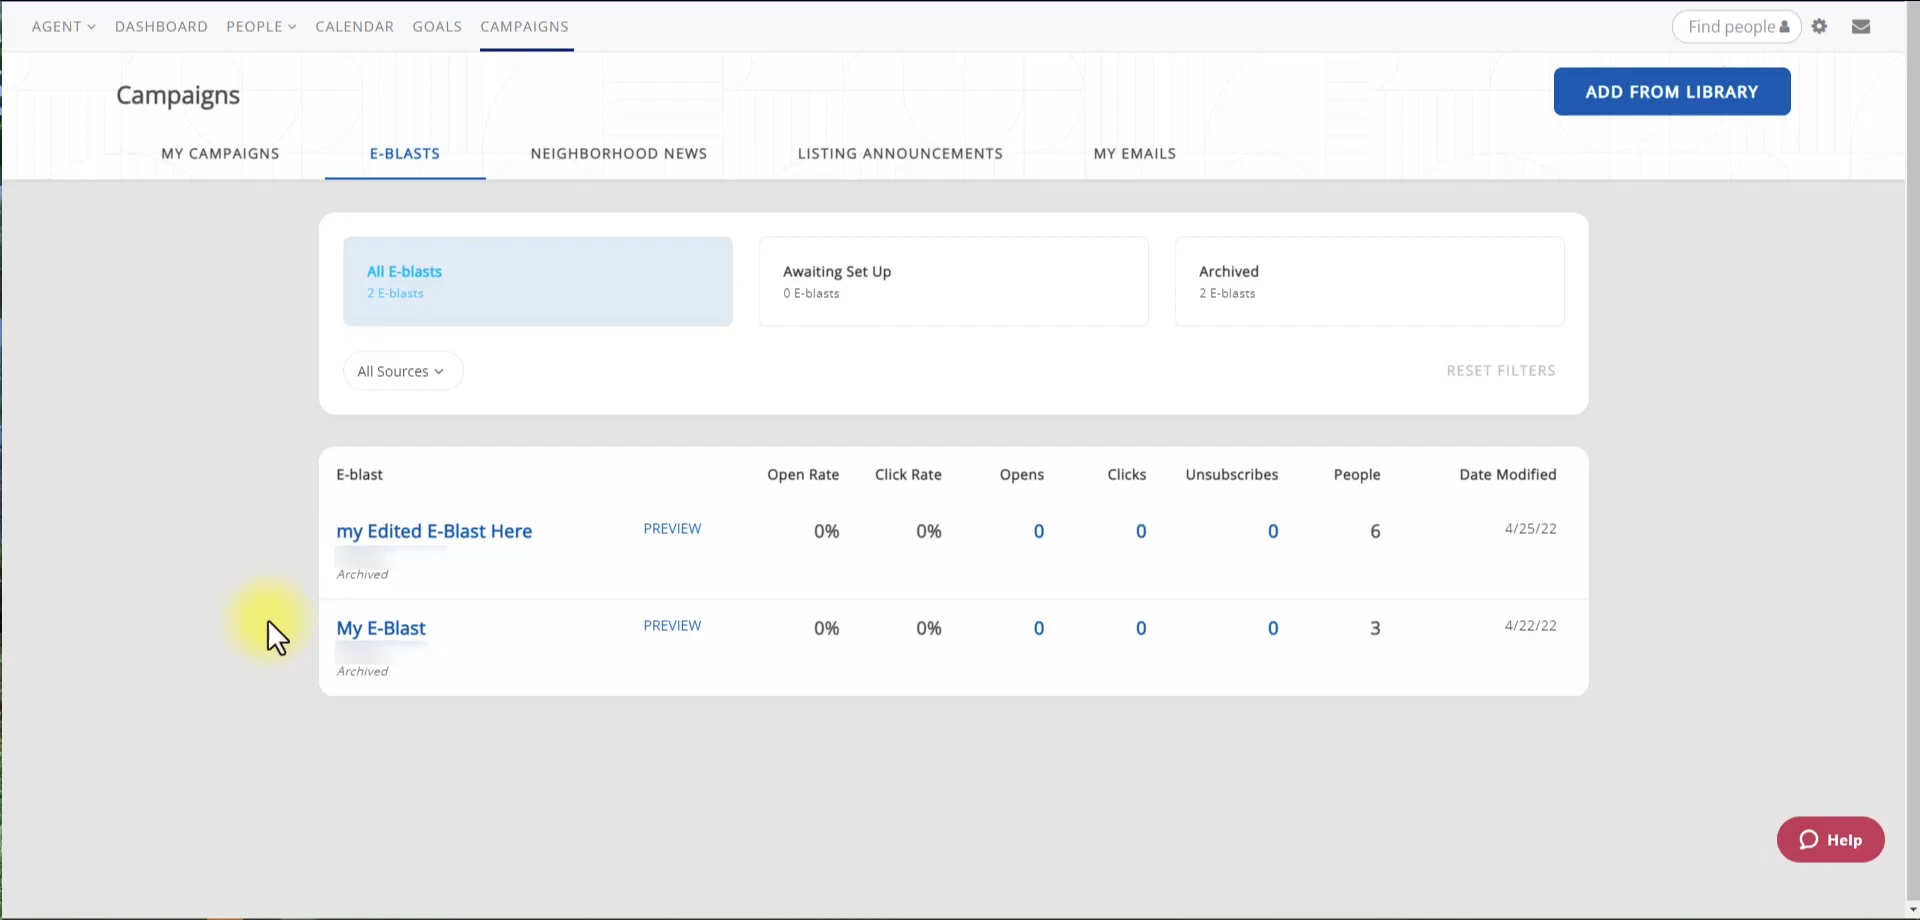 AGENT DASHBOARD PEOPLE CALENDAR GOALS CAMPAIGNS Find people
Campaigns ADD FROM LIBRARY
MY CAMPAIGNS E-BLASTS NEIGHBORHOOD NEWS LISTING ANNOUNCEMENTS MY EMAILS
All E-blasts Awaiting Set Up Archived
2 E-blasts 0 E-blasts 2 E-blasts
All Sources RESET FILTERS
E-blast Open Rate Click Rate Opens Clicks Unsubscribes People Date Modified
my Edited E-Blast Here PREVIEW 0% 0% 0 0 0 6 4/25/22
Archived
My E-Blast PREVIEW 0% 0% 0 0 0 3 4/22/22
Archived
Help